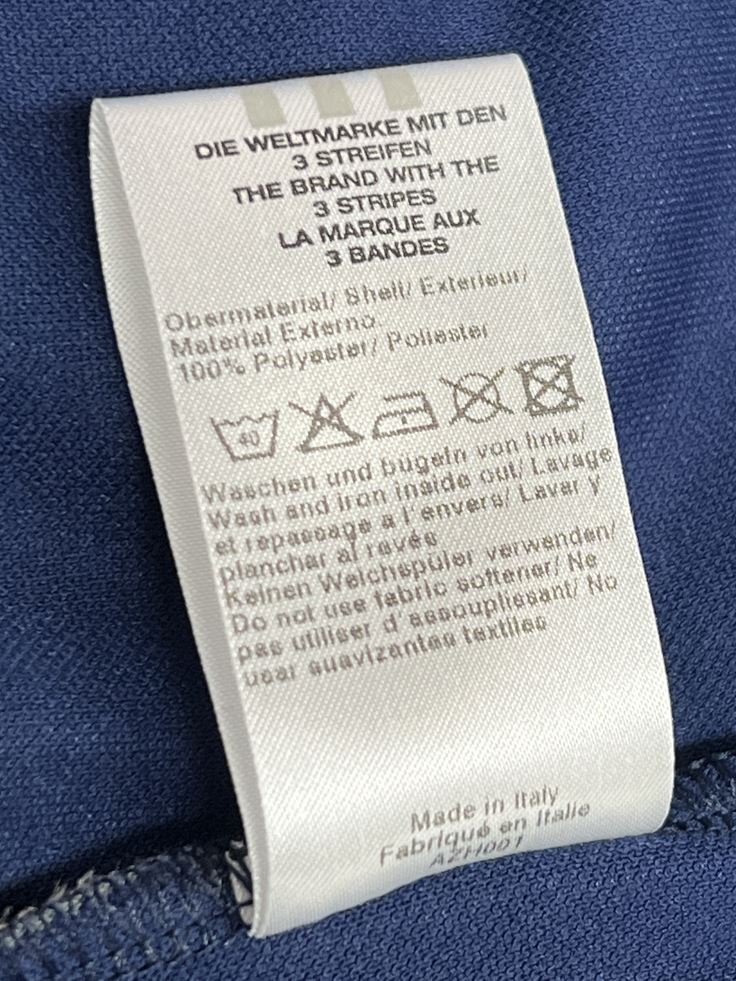 DIE WELTMARKE MIT DEN
3 STREIFEN
THE BRAND WITH THE
3 STRIPES
LA MARQUE AUX
3 BANDES
Obermaterial/ Shell/ Exterieur/
Material Externo.
100% Polyester/ Poliester
40
Waschen und bügeln von links/
Wash and iron inside out/ Lavage
et repassage a l'envers/ Lavar y
planchar al revés
Keinen Weichspüler verwenden/
Do not use fabric softener/ Ne
pas utiliser d'assouplissant/ No
usar suavizantes textiles
Made in Italy
Fabriqué en Italie
AZH001